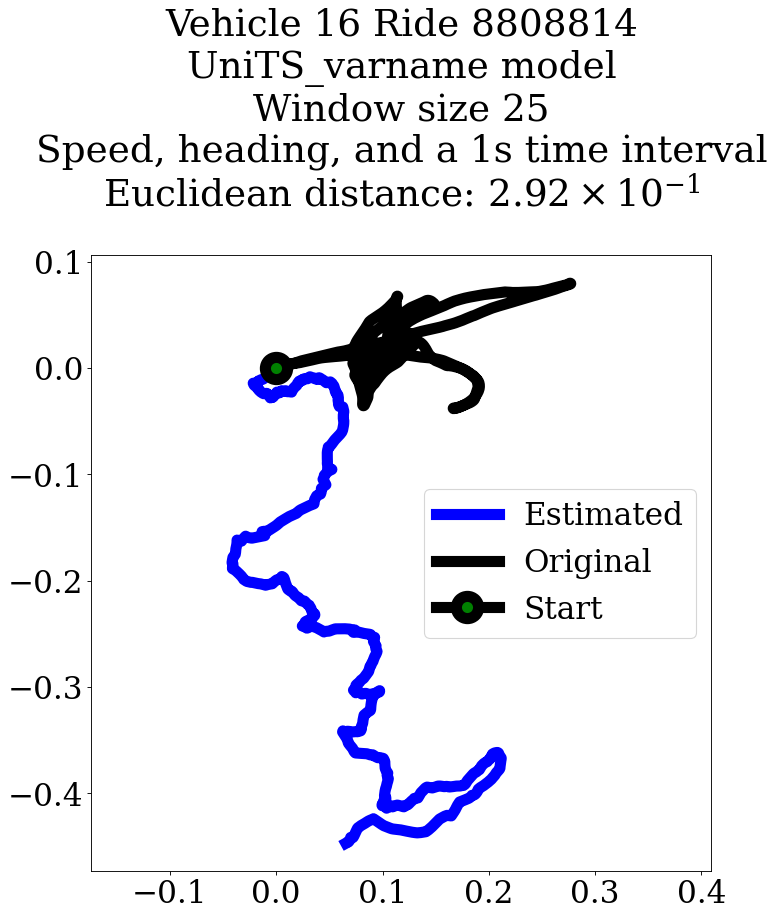 Vehicle 16 Ride 8808814
UniTS_varname model
Window size 25
Speed, heading, and a 1s time interval
Euclidean distance: 2.92 × 10⁻¹
0.1
0.0
−0.1
−0.2
−0.3
−0.4
Estimated
Original
Start
−0.1 0.0 0.1 0.2 0.3 0.4